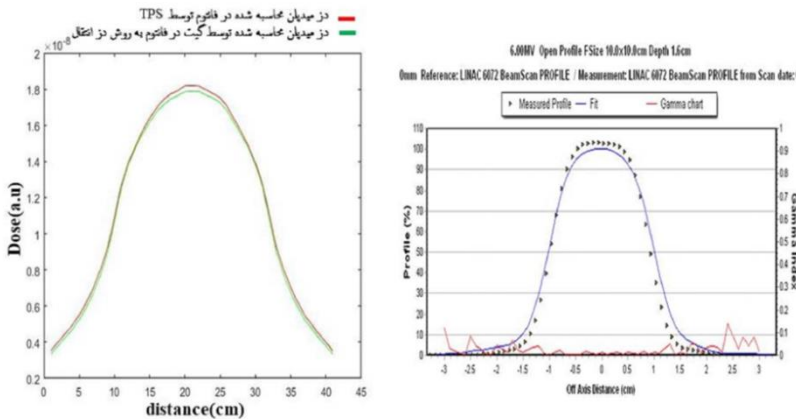 دز میدیان محاسبه شده در فانتوم توسط TPS
دز میدیان محاسبه شده توسط گیت در فانتوم به روش دز انتقال
×10⁻⁸
2
1.8
1.6
1.4
1.2
1
0.8
0.6
0.4
0.2
Dose(a.u)
0 5 10 15 20 25 30 35 40 45
distance(cm)
6.00MV Open Profile FSize 10.0x10.0cm Depth 1.6cm
0mm Reference: LINAC 6072 BeamScan PROFILE / Measurement: LINAC 6072 BeamScan PROFILE from Scan date:
Measured Profile Fit Gamma chart
110
100
90
80
70
60
50
40
30
20
10
0
Profile (%)
1
0.9
0.8
0.7
0.6
0.5
0.4
0.3
0.2
0.1
0
Gamma Index
-3 -2.5 -2 -1.5 -1 -0.5 0 0.5 1 1.5 2 2.5 3
Off Axis Distance (cm)